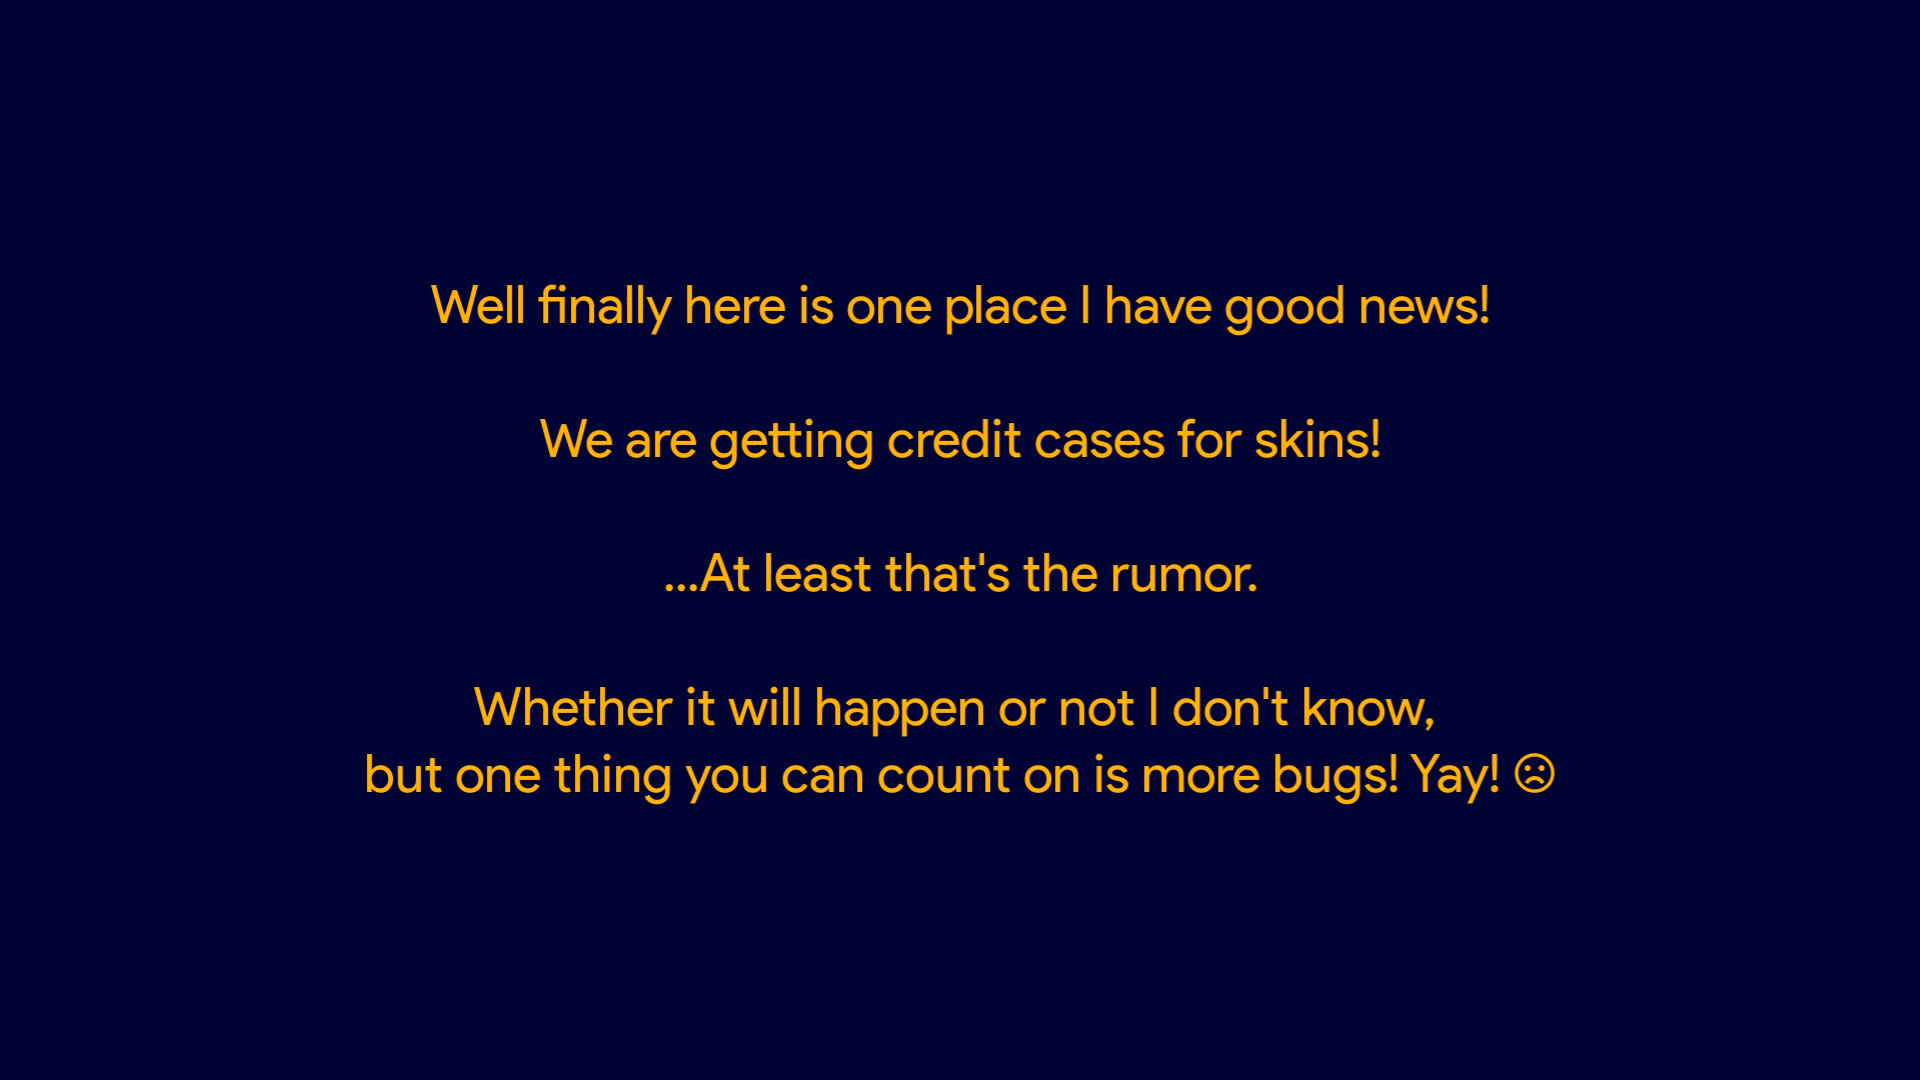 Well finally here is one place I have good news!
We are getting credit cases for skins!
...At least that's the rumor.
Whether it will happen or not I don't know,
but one thing you can count on is more bugs! Yay! ☹